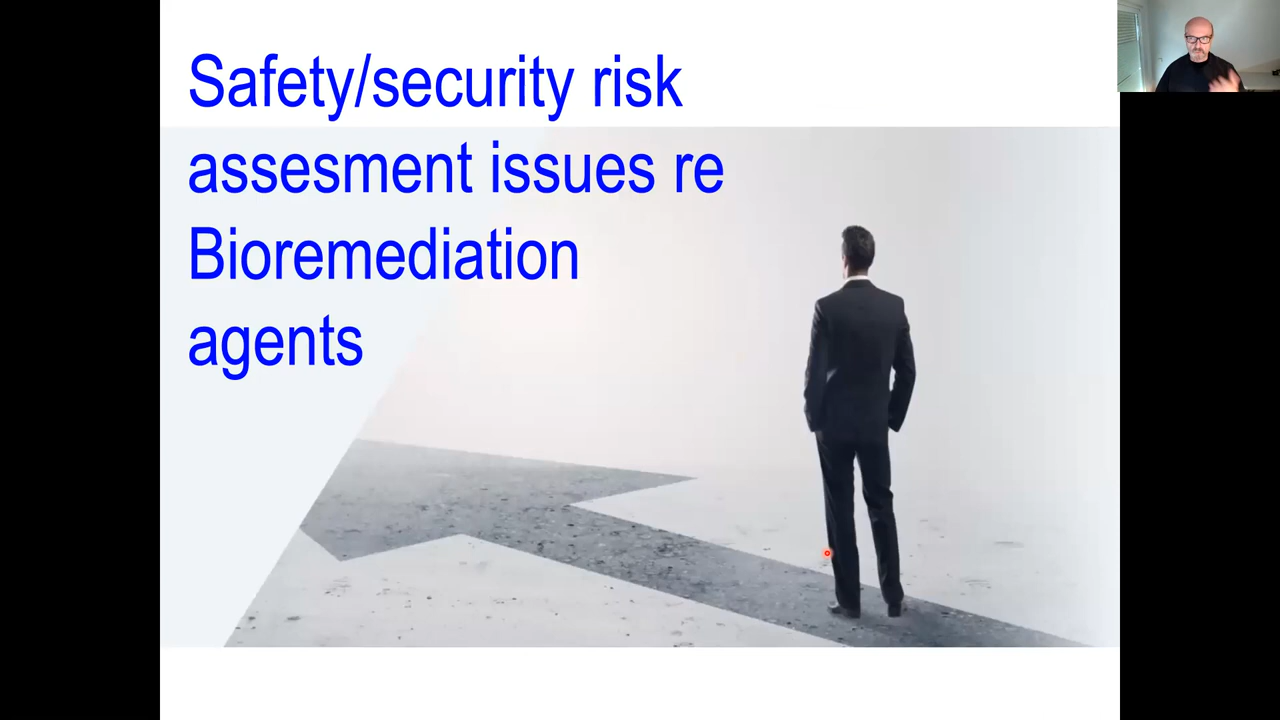 Safety/security risk
assesment issues re
Bioremediation
agents